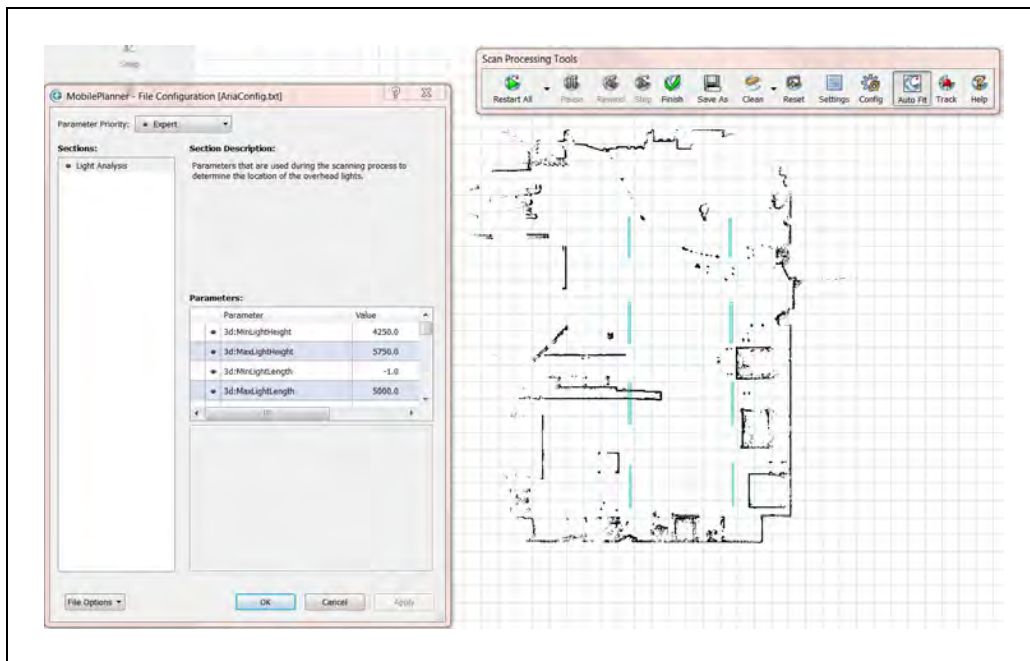 Scan Processing Tools
Restart All Pause Rewind Stop Finish Save As Clean Reset Settings Config Auto Fit Track Help
MobilePlanner - File Configuration [AriaConfig.txt]
Parameter Priority: Expert
Sections:
Light Analysis
Section Description:
Parameters that are used during the scanning process to
determine the location of the overhead lights.
Parameters:
Parameter Value
3d:MinLightHeight 4250.0
3d:MaxLightHeight 5750.0
3d:MinLightLength -1.0
3d:MaxLightLength 5000.0
File Options OK Cancel Apply